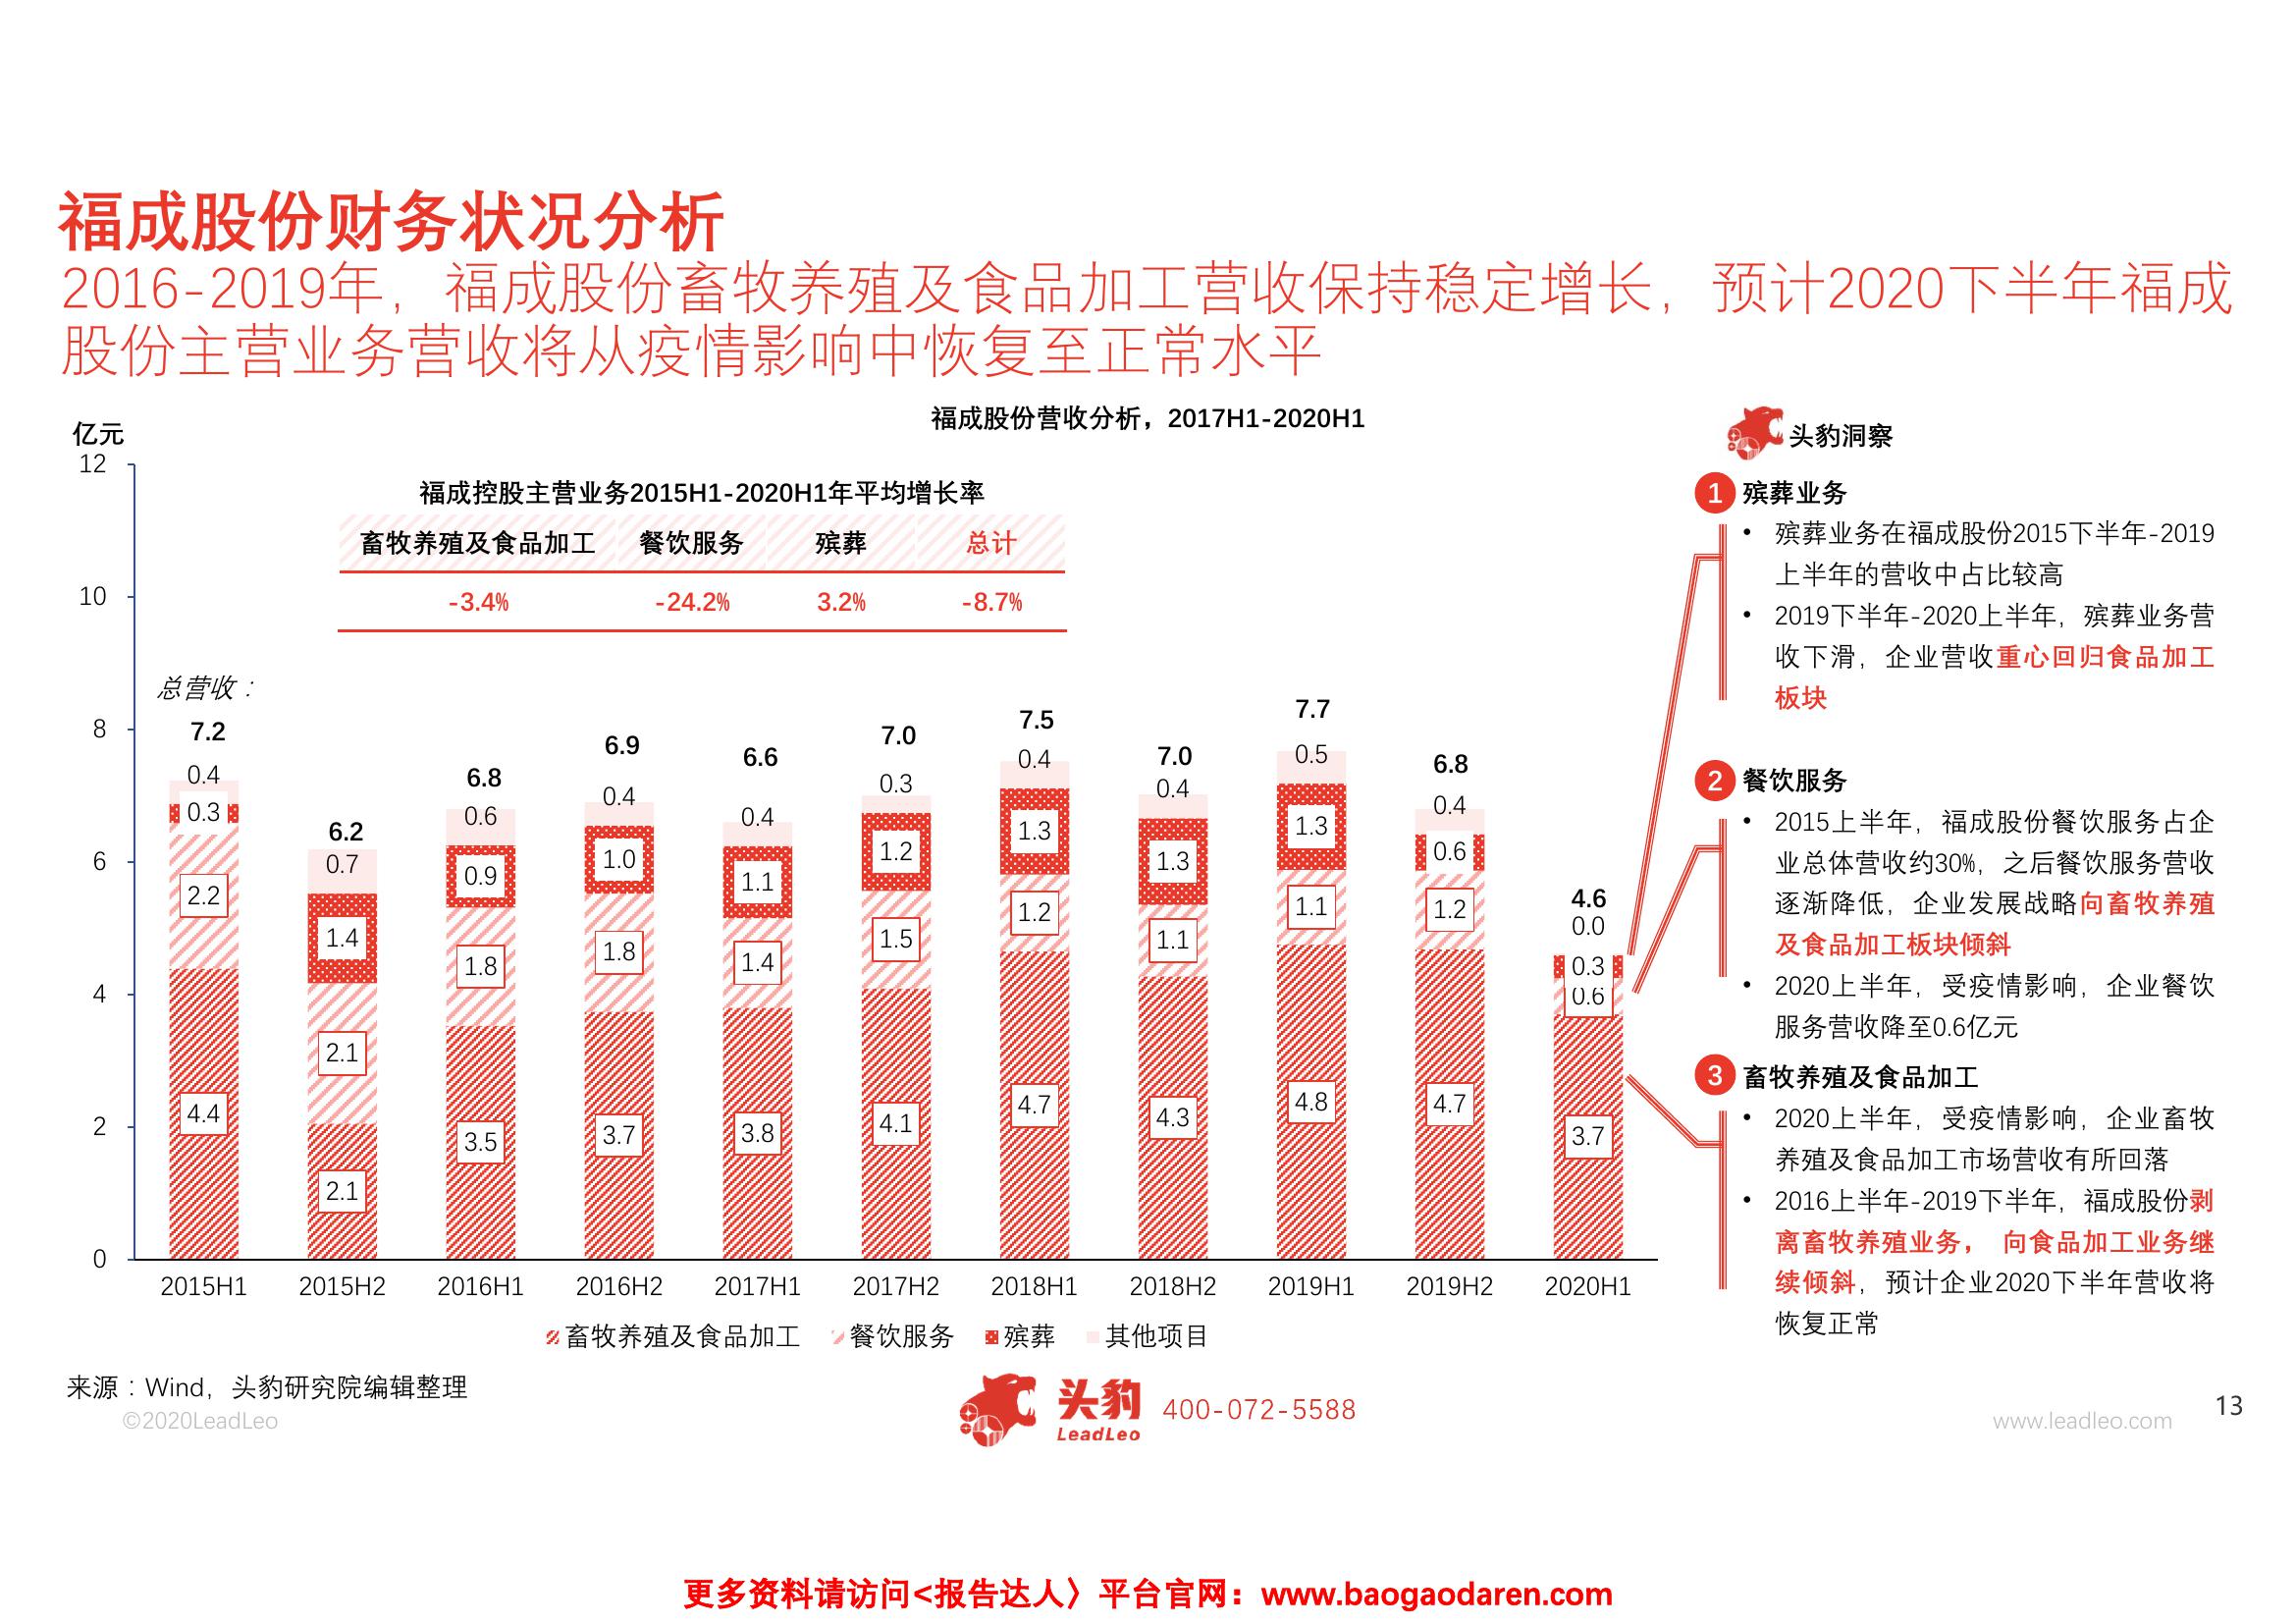 福成股份财务状况分析
2016-2019年，福成股份畜牧养殖及食品加工营收保持稳定增长，预计2020下半年福成
股份主营业务营收将从疫情影响中恢复至正常水平
福成股份营收分析，2017H1-2020H1
亿元
12
10
8
6
4
2
0
福成控股主营业务2015H1-2020H1年平均增长率
畜牧养殖及食品加工 餐饮服务 殡葬 总计
-3.4% -24.2% 3.2% -8.7%
总营收：
7.2
0.4
0.3
2.2
4.4
6.2
0.7
1.4
2.1
2.1
6.8
0.6
0.9
1.8
3.5
6.9
0.4
1.0
1.8
3.7
6.6
0.4
1.1
1.4
3.8
7.0
0.3
1.2
1.5
4.1
7.5
0.4
1.3
1.2
4.7
7.0
0.4
1.3
1.1
4.3
7.7
0.5
1.3
1.1
4.8
6.8
0.4
0.6
1.2
4.7
4.6
0.0
0.3
0.6
3.7
2015H1 2015H2 2016H1 2016H2 2017H1 2017H2 2018H1 2018H2 2019H1 2019H2 2020H1
畜牧养殖及食品加工 餐饮服务 殡葬 其他项目
头豹洞察
1 殡葬业务
• 殡葬业务在福成股份2015下半年-2019
上半年的营收中占比较高
• 2019下半年-2020上半年，殡葬业务营
收下滑，企业营收重心回归食品加工
板块
2 餐饮服务
• 2015上半年，福成股份餐饮服务占企
业总体营收约30%，之后餐饮服务营收
逐渐降低，企业发展战略向畜牧养殖
及食品加工板块倾斜
• 2020上半年，受疫情影响，企业餐饮
服务营收降至0.6亿元
3 畜牧养殖及食品加工
• 2020上半年，受疫情影响，企业畜牧
养殖及食品加工市场营收有所回落
• 2016上半年-2019下半年，福成股份剥
离畜牧养殖业务， 向食品加工业务继
续倾斜，预计企业2020下半年营收将
恢复正常
来源：Wind，头豹研究院编辑整理
©2020LeadLeo
头豹
LeadLeo
400-072-5588
www.leadleo.com
13
更多资料请访问<报告达人〉平台官网：www.baogaodaren.com